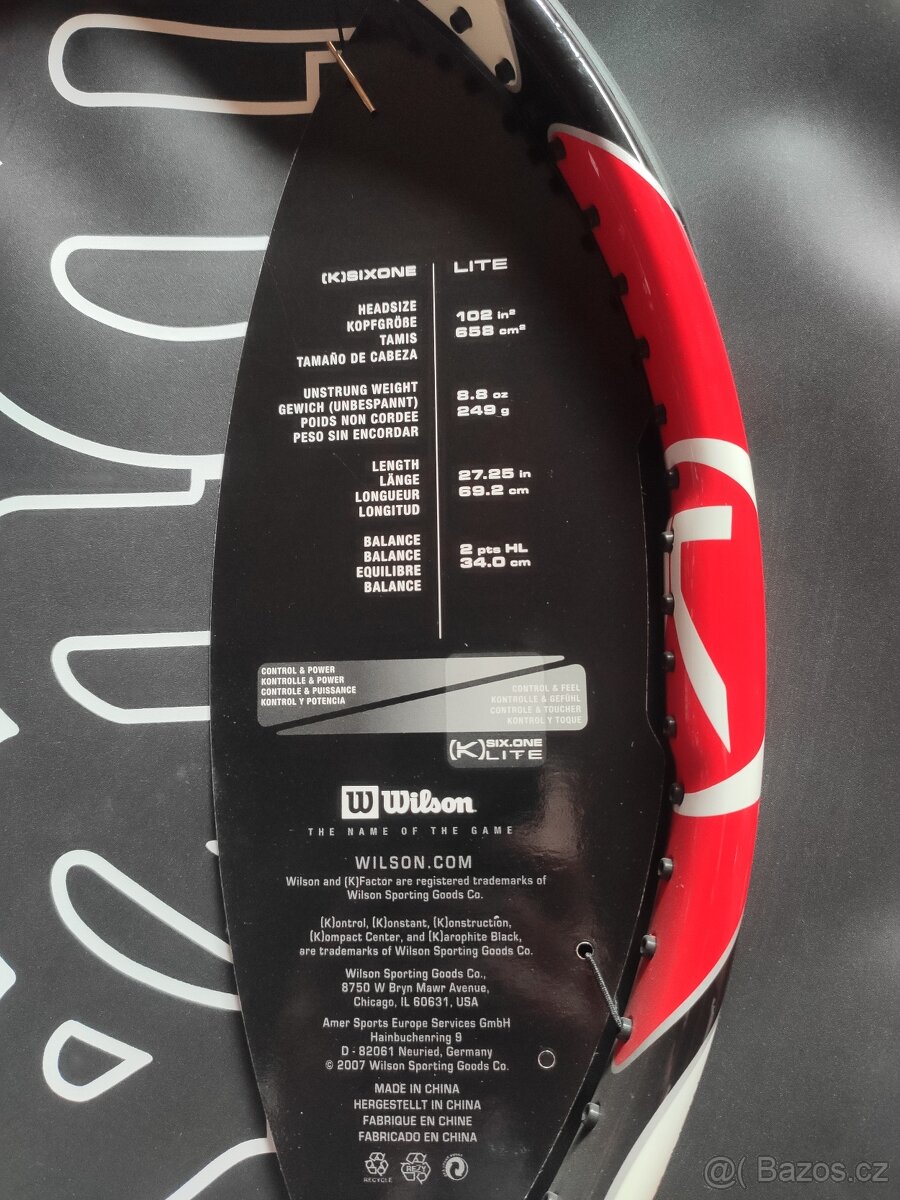 (K)SIXONE LITE
HEADSIZE
KOPFGRÖßE
TAMIS
TAMAÑO DE CABEZA
102 in²
658 cm²
UNSTRUNG WEIGHT
GEWICH (UNBESPANNT)
POIDS NON CORDEE
PESO SIN ENCORDAR
8.8 oz
249 g
LENGTH
LÄNGE
LONGUEUR
LONGITUD
27.25 in
69.2 cm
BALANCE
BALANCE
EQUILIBRE
BALANCE
2 pts HL
34.0 cm
CONTROL & POWER
KONTROLLE & POWER
CONTROLE & PUISSANCE
KONTROL Y POTENCIA
CONTROL & FEEL
KONTROLLE & GEFÜHL
CONTROLE & TOUCHER
KONTROL Y TOQUE
(K) SIX.ONE
LITE
W Wilson
THE NAME OF THE GAME
WILSON.COM
Wilson and (K)Factor are registered trademarks of
Wilson Sporting Goods Co.
(K)ontrol, (K)onstant, (K)onstruction,
(K)ompact Center, and (K)arophite Black,
are trademarks of Wilson Sporting Goods Co.
Wilson Sporting Goods Co.,
8750 W Bryn Mawr Avenue,
Chicago, IL 60631, USA
Amer Sports Europe Services GmbH
Hainbuchenring 9
D - 82061 Neuried, Germany
© 2007 Wilson Sporting Goods Co.
MADE IN CHINA
HERGESTELLT IN CHINA
FABRIQUE EN CHINE
FABRICADO EN CHINA
RECYCLE
REZY
@( Bazos.cz